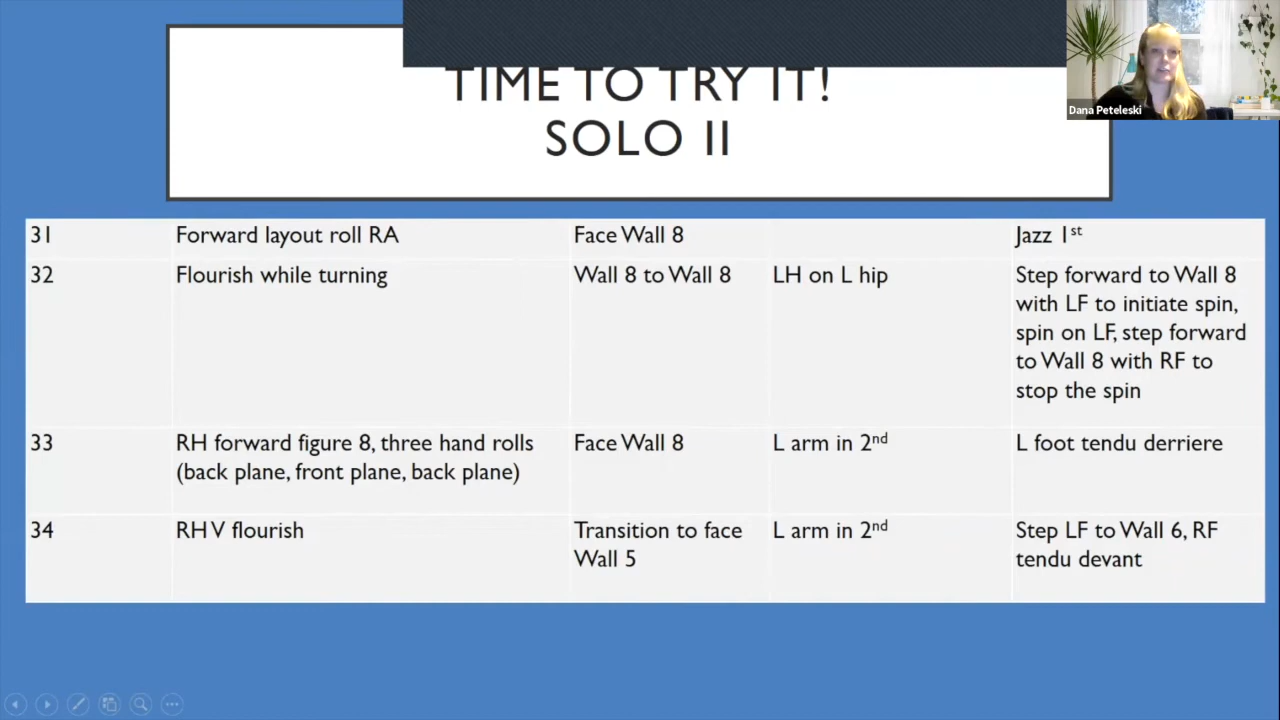 TIME TO TRY IT!
SOLO II
Dana Peteleski
31 Forward layout roll RA Face Wall 8 Jazz 1st
32 Flourish while turning Wall 8 to Wall 8 LH on L hip Step forward to Wall 8
with LF to initiate spin,
spin on LF, step forward
to Wall 8 with RF to
stop the spin
33 RH forward figure 8, three hand rolls Face Wall 8 L arm in 2nd L foot tendu derriere
(back plane, front plane, back plane)
34 RH V flourish Transition to face L arm in 2nd Step LF to Wall 6, RF
Wall 5 tendu devant